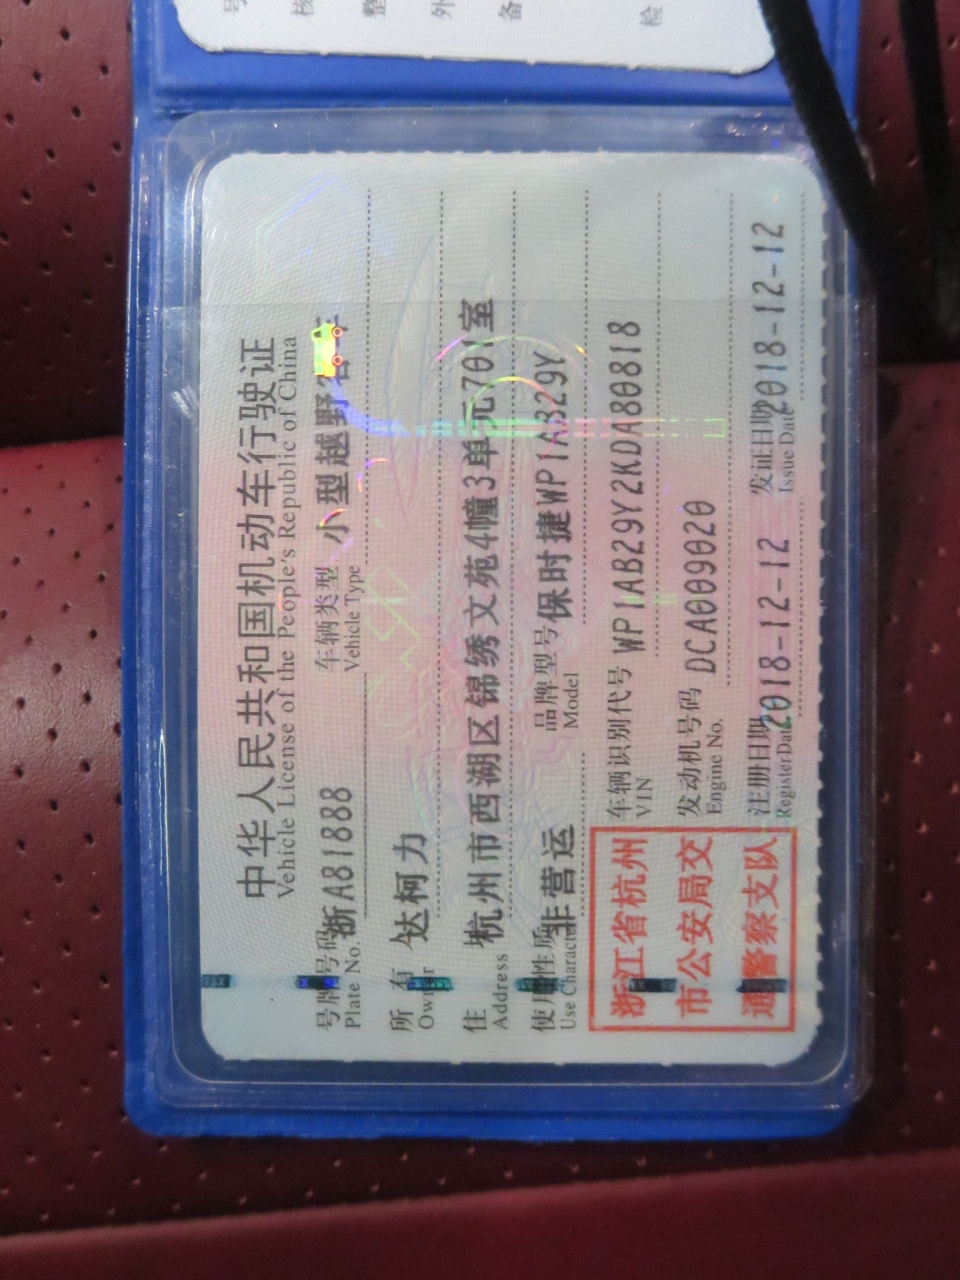 号
核
整
外
备
检
中华人民共和国机动车行驶证
Vehicle License of the People's Republic of China
号牌号码 浙A81888 车辆类型 小型越野客车
Plate No. Vehicle Type
所有人 达柯力
Owner
住 杭州市西湖区锦绣文苑4幢3单元701室
Address
使用性质 非营运 品牌型号 保时捷WP1AB29Y
Use Character Model
车辆识别代号 WP1AB29Y2KDA80818
VIN
发动机号码 DCA009020
Engine No.
注册日期 2018-12-12 发证日期 2018-12-12
Register Date Issue Date
浙江省杭州
市公安局交
通警察支队